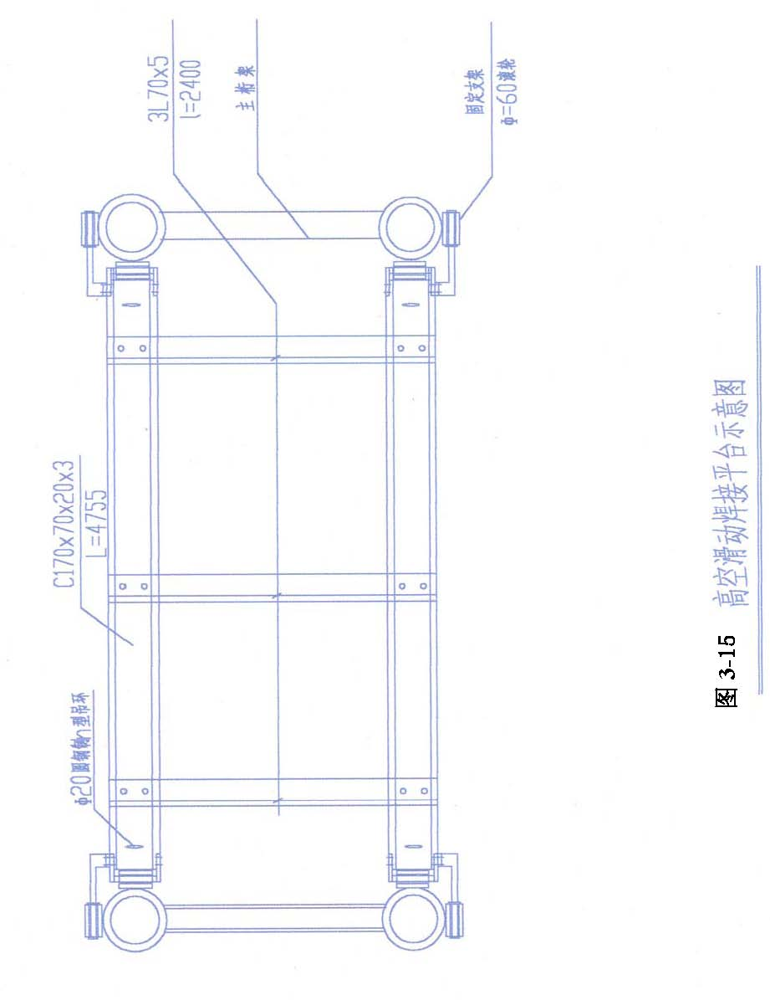 Φ20圆钢制∩型吊环
C170x70x20x3
L=4755
3L70x5
l=2400
主桁架
固定支架
Φ=60滚轮
图 3-15 高空滑动焊接平台示意图